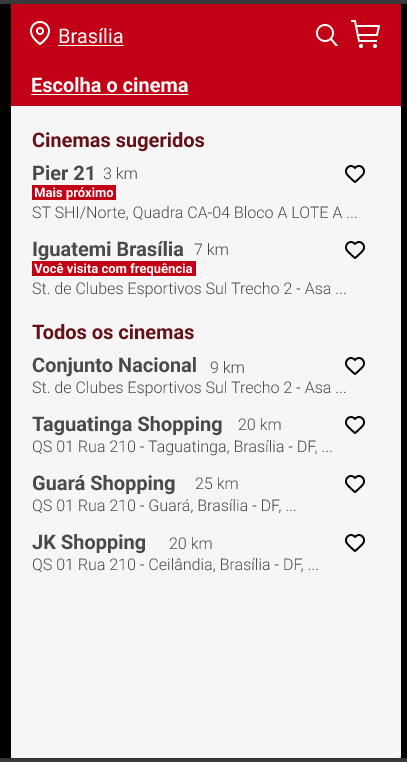 Brasília
Escolha o cinema
Cinemas sugeridos
Pier 21 3 km
Mais próximo
ST SHI/Norte, Quadra CA-04 Bloco A LOTE A ...
Iguatemi Brasília 7 km
Você visita com frequência
St. de Clubes Esportivos Sul Trecho 2 - Asa ...
Todos os cinemas
Conjunto Nacional 9 km
St. de Clubes Esportivos Sul Trecho 2 - Asa ...
Taguatinga Shopping 20 km
QS 01 Rua 210 - Taguatinga, Brasília - DF, ...
Guará Shopping 25 km
QS 01 Rua 210 - Guará, Brasília - DF, ...
JK Shopping 20 km
QS 01 Rua 210 - Ceilândia, Brasília - DF, ...